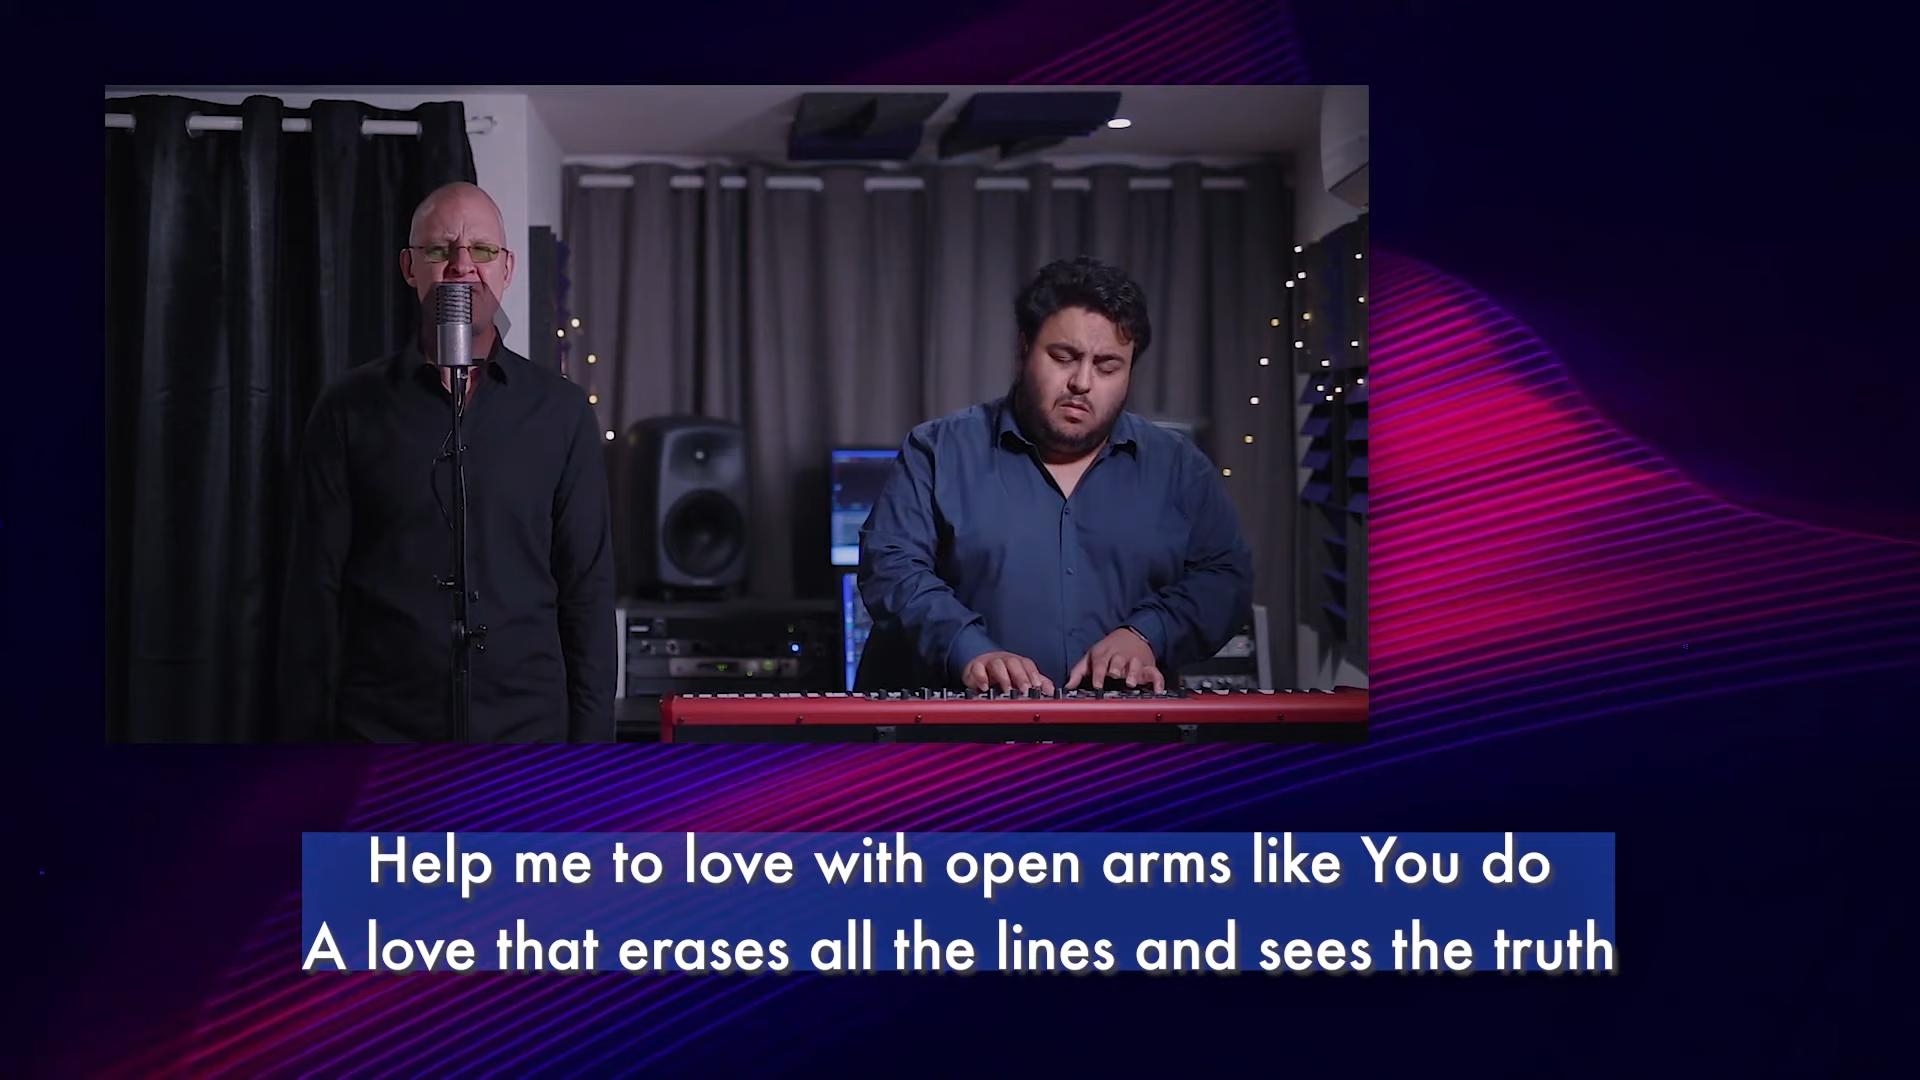 Help me to love with open arms like You do
A love that erases all the lines and sees the truth